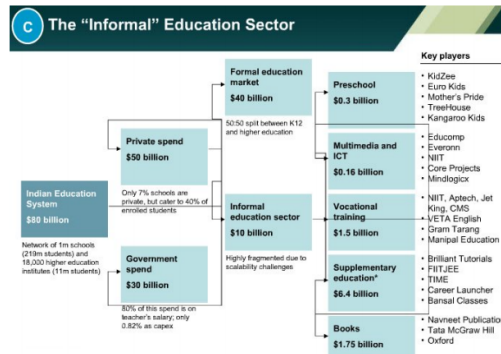 C
The “Informal” Education Sector
Key players
Formal education
market
$40 billion
50:50 split between K12
and higher education
Preschool
$0.3 billion
• KidZee
• Euro Kids
• Mother's Pride
• TreeHouse
• Kangaroo Kids
Private spend
$50 billion
Only 7% schools are
private, but cater to 40% of
enrolled students
Multimedia and
ICT
$0.16 billion
• Educomp
• Everonn
• NIIT
• Core Projects
• Mindlogicx
Indian Education
System
$80 billion
Network of 1m schools
(219m students) and
18,000 higher education
institutes (11m students)
Informal
education sector
$10 billion
Highly fragmented due to
scalability challenges
Vocational
training
$1.5 billion
• NIIT, Aptech, Jet
King, CMS
• VETA English
• Gram Tarang
• Manipal Education
Government
spend
$30 billion
80% of this spend is on
teacher's salary; only
0.82% as capex
Supplementary
education*
$6.4 billion
• Brilliant Tutorials
• FIITJEE
• TIME
• Career Launcher
• Bansal Classes
Books
$1.75 billion
• Navneet Publication
• Tata McGraw Hill
• Oxford